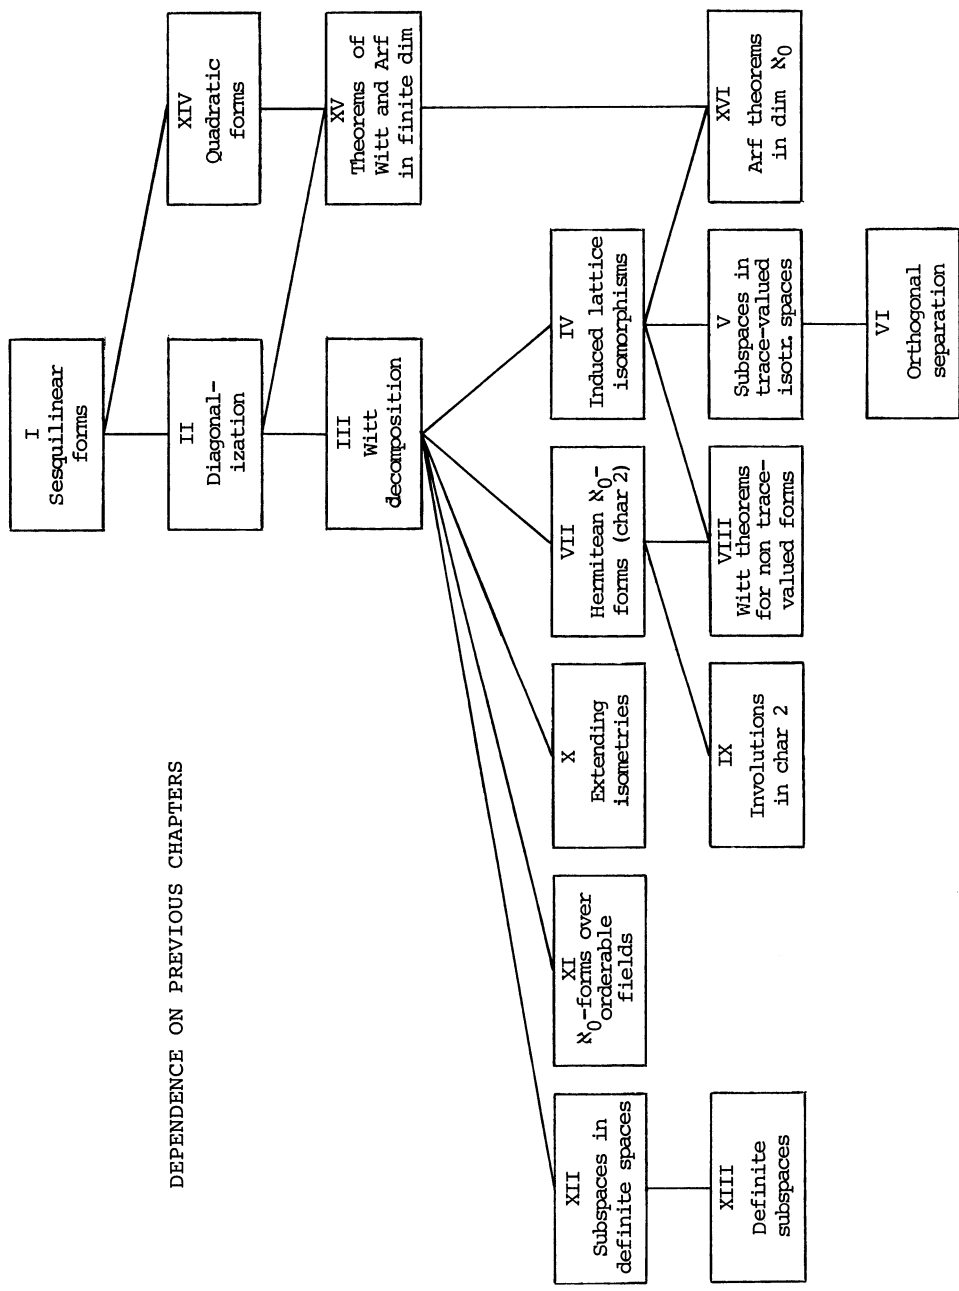 DEPENDENCE ON PREVIOUS CHAPTERS
I
Sesquilinear
forms
XIV
Quadratic
forms
II
Diagonal-
ization
XV
Theorems of
Witt and Arf
in finite dim
III
Witt
decomposition
XII
Subspaces in
definite spaces
XI
ℵ0-forms over
orderable
fields
X
Extending
isometries
VII
Hermitean ℵ0-
forms (char 2)
IV
Induced lattice
isomorphisms
XIII
Definite
subspaces
IX
Involutions
in char 2
VIII
Witt theorems
for non trace-
valued forms
V
Subspaces in
trace-valued
isotr. spaces
XVI
Arf theorems
in dim ℵ0
VI
Orthogonal
separation